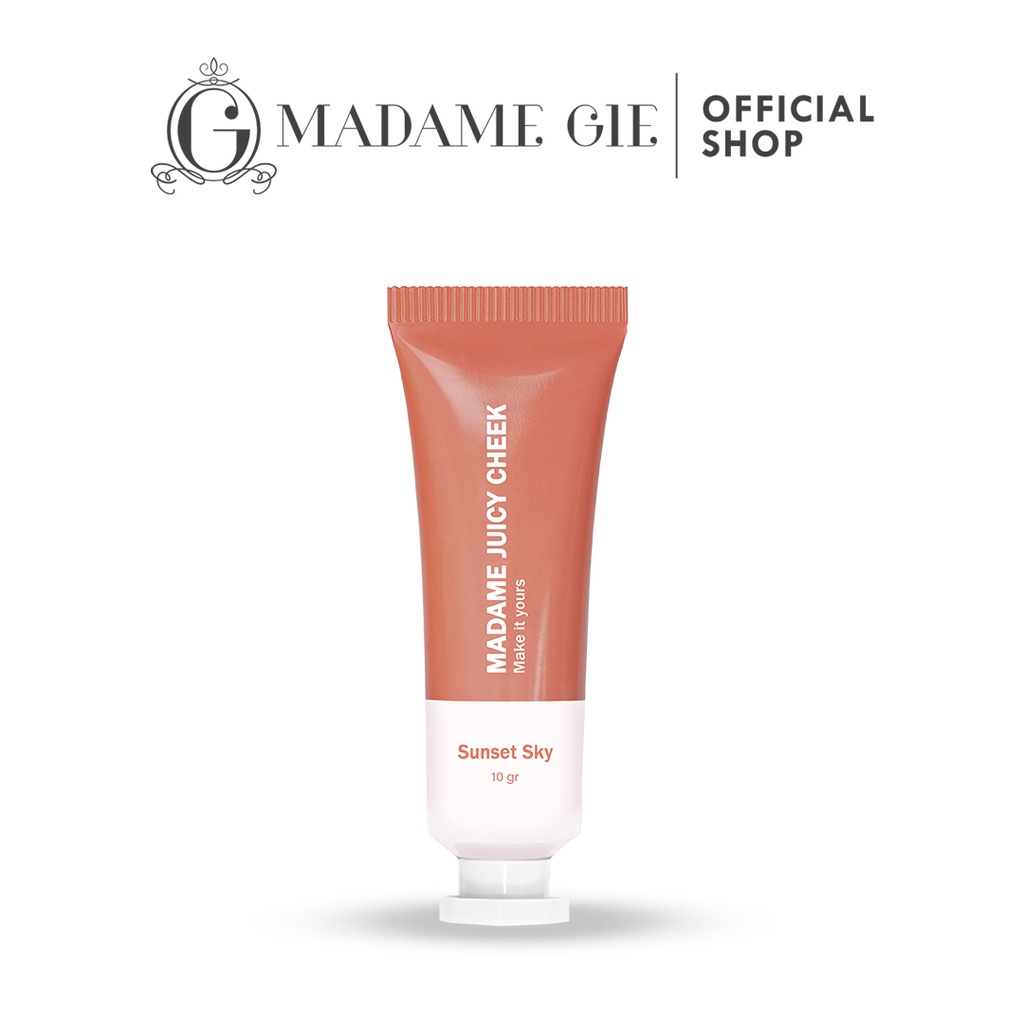 G MADAME GIE
OFFICIAL
SHOP
MADAME JUICY CHEEK
Make it yours
Sunset Sky
10 gr